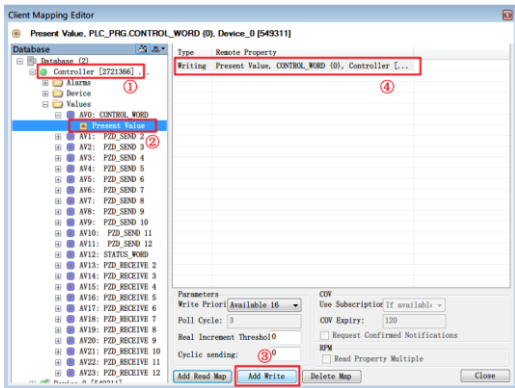 Client Mapping Editor
Present Value, PLC_PRG.CONTROL_WORD (0), Device_0 [549311]
Database
Database (2)
Controller [2721366] ..
①
Alarms
Device
Values
AV0: CONTROL_WORD
Present Value
②
AV1: PZD_SEND 2
AV2: PZD_SEND 3
AV3: PZD_SEND 4
AV4: PZD_SEND 5
AV5: PZD_SEND 6
AV6: PZD_SEND 7
AV7: PZD_SEND 8
AV8: PZD_SEND 9
AV9: PZD_SEND 10
AV10: PZD_SEND 11
AV11: PZD_SEND 12
AV12: STATUS_WORD
AV13: PZD_RECEIVE 2
AV14: PZD_RECEIVE 3
AV15: PZD_RECEIVE 4
AV16: PZD_RECEIVE 5
AV17: PZD_RECEIVE 6
AV18: PZD_RECEIVE 7
AV19: PZD_RECEIVE 8
AV20: PZD_RECEIVE 9
AV21: PZD_RECEIVE 10
AV22: PZD_RECEIVE 11
AV23: PZD_RECEIVE 12
Type Remote Property
Writing Present Value, CONTROL_WORD (0), Controller [...
④
Parameters
Write Priori Available 16
Poll Cycle: 3
Real Increment Threshol 0
Cyclic sending: 0
③
COV
Use Subscription If availabl
COV Expiry: 120
Request Confirmed Notifications
RPM
Read Property Multiple
Add Read Map Add Write Delete Map Close